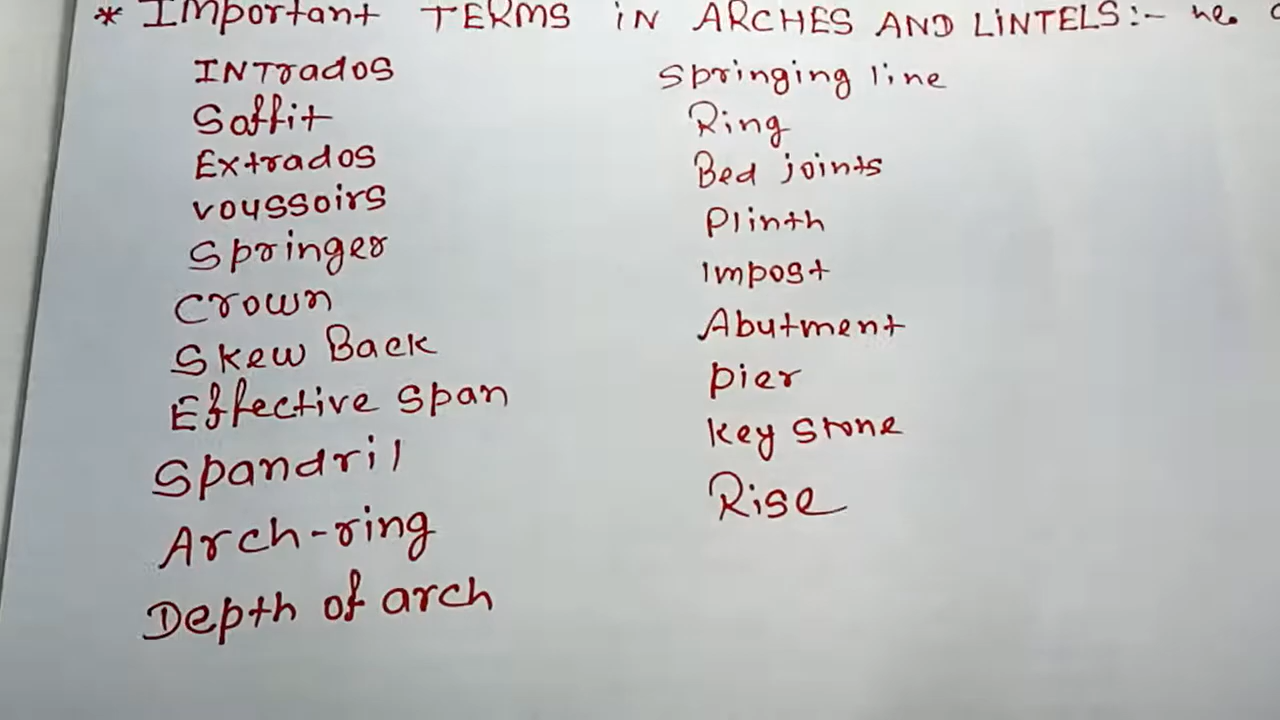 * Important TERMS iN ARCHES AND LiNTELS:-
INTrados
Soffit
Extrados
voussoirs
Springer
Crown
Skew Back
Effective span
Spandril
Arch-ring
Depth of arch
Springing line
Ring
Bed joints
Plinth
Impost
Abutment
Pier
key stone
Rise